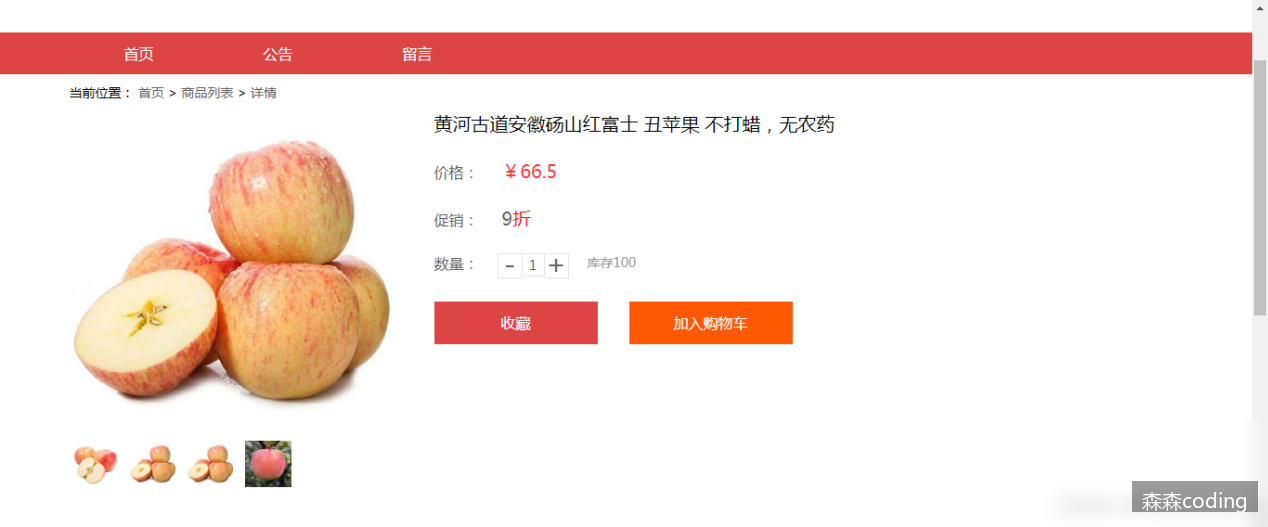 首页 公告 留言
当前位置： 首页 > 商品列表 > 详情
黄河古道安徽砀山红富士 丑苹果 不打蜡，无农药
价格： ￥66.5
促销： 9折
数量： - 1 + 库存100
收藏 加入购物车
森森coding